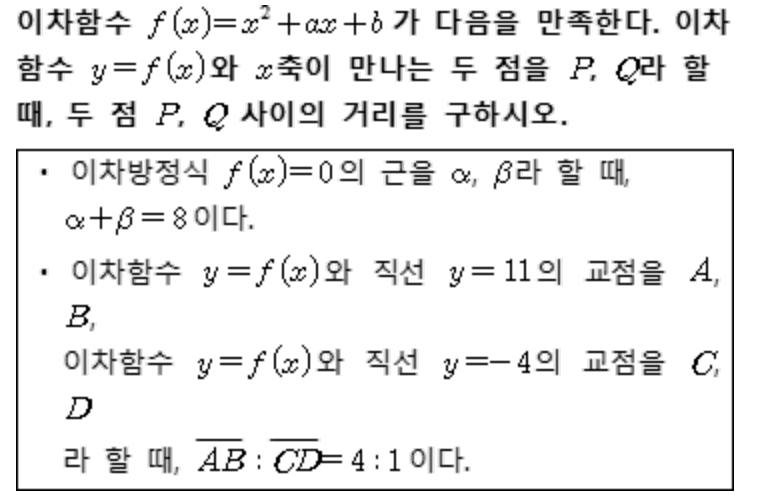 이차함수 f(x)=x²+ax+b가 다음을 만족한다. 이차
함수 y=f(x)와 x축이 만나는 두 점을 P, Q라 할
때, 두 점 P, Q 사이의 거리를 구하시오.
· 이차방정식 f(x)=0의 근을 α, β라 할 때,
α+β=8이다.
· 이차함수 y=f(x)와 직선 y=11의 교점을 A,
B,
이차함수 y=f(x)와 직선 y=-4의 교점을 C,
D
라 할 때, A̅B̅ : C̅D̅=4 : 1이다.